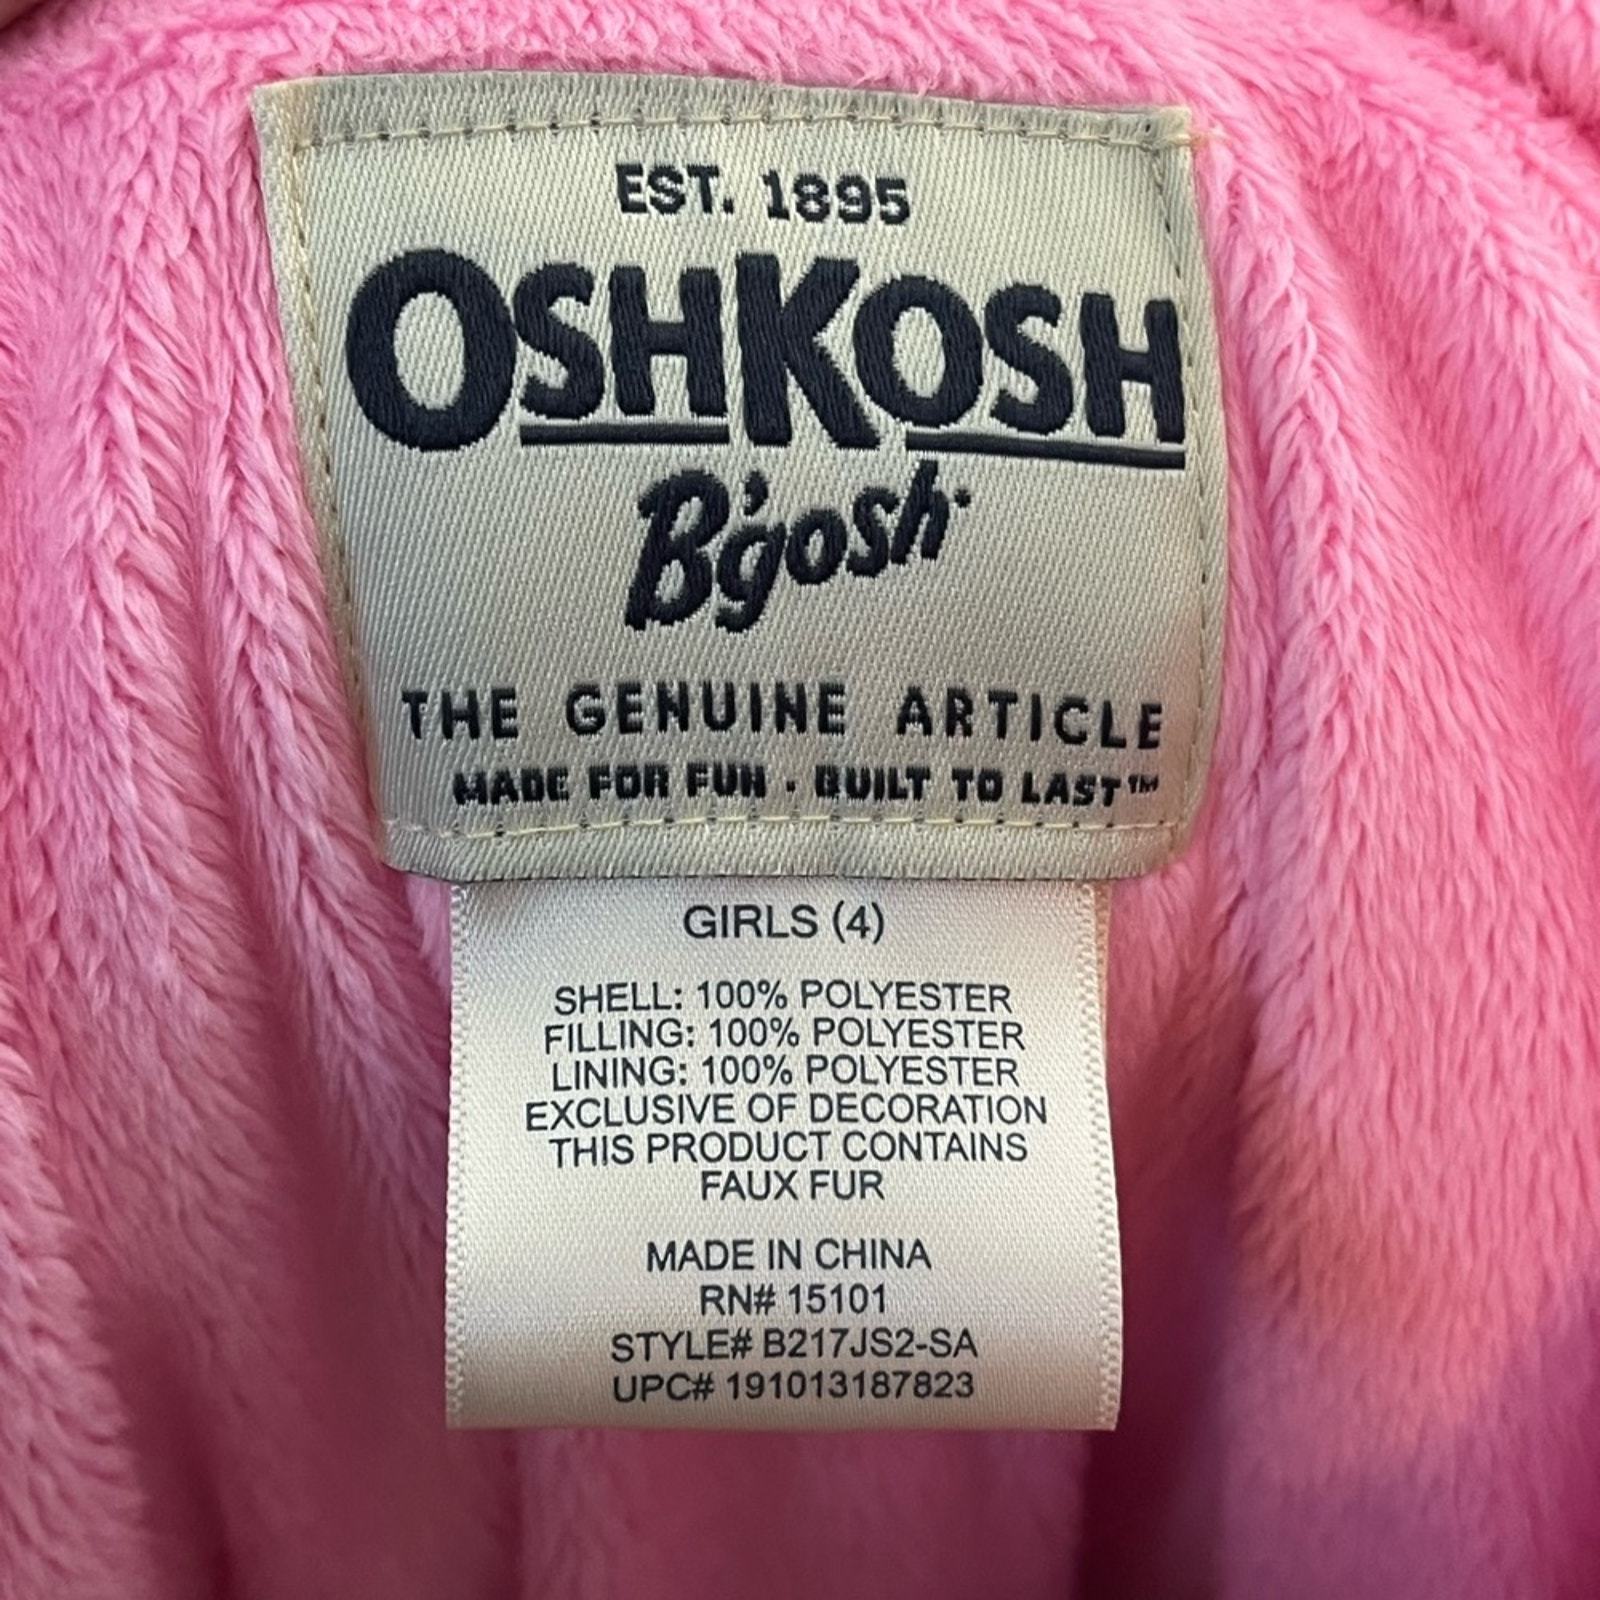 EST. 1895
OSHKOSH
B'gosh
THE GENUINE ARTICLE
MADE FOR FUN · BUILT TO LAST™
GIRLS (4)
SHELL: 100% POLYESTER
FILLING: 100% POLYESTER
LINING: 100% POLYESTER
EXCLUSIVE OF DECORATION
THIS PRODUCT CONTAINS
FAUX FUR
MADE IN CHINA
RN# 15101
STYLE# B217JS2-SA
UPC# 191013187823